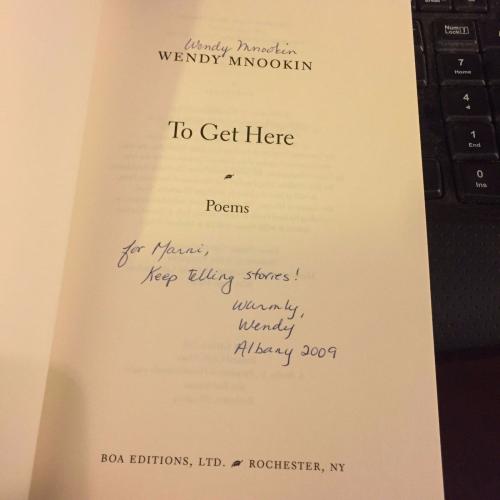 Wendy Mnookin
WENDY MNOOKIN
To Get Here
Poems
for Marni,
Keep telling stories!
Warmly,
Wendy
Albany 2009
BOA EDITIONS, LTD. ROCHESTER, NY
Num
Lock
7
Home
4
1
End
0
Ins